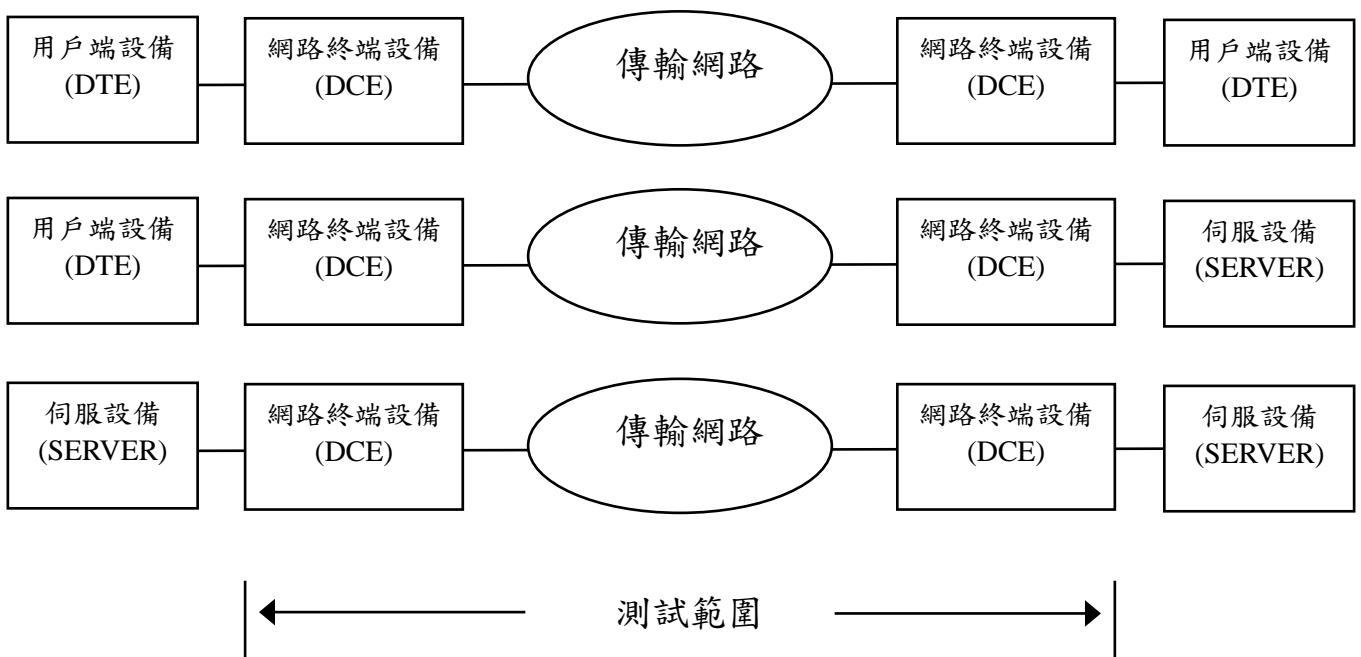 用戶端設備
(DTE)
網路終端設備
(DCE)
傳輸網路
網路終端設備
(DCE)
用戶端設備
(DTE)
用戶端設備
(DTE)
網路終端設備
(DCE)
傳輸網路
網路終端設備
(DCE)
伺服設備
(SERVER)
伺服設備
(SERVER)
網路終端設備
(DCE)
傳輸網路
網路終端設備
(DCE)
伺服設備
(SERVER)
測試範圍